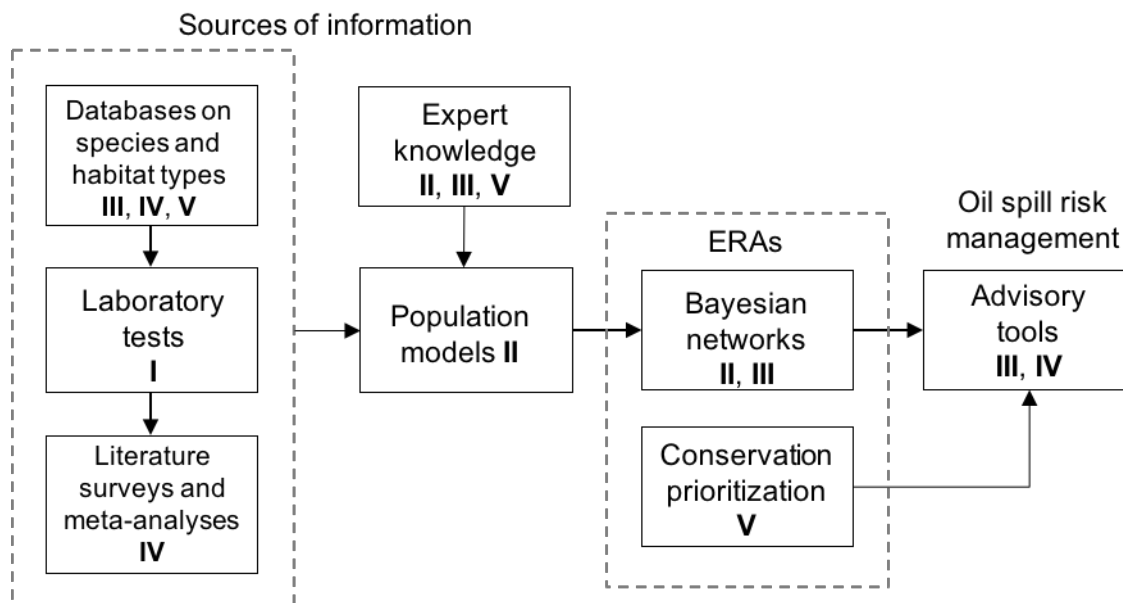 Sources of information
Databases on
species and
habitat types
III, IV, V
Laboratory
tests
I
Literature
surveys and
meta-analyses
IV
Expert
knowledge
II, III, V
Population
models II
ERAs
Bayesian
networks
II, III
Conservation
prioritization
V
Oil spill risk
management
Advisory
tools
III, IV